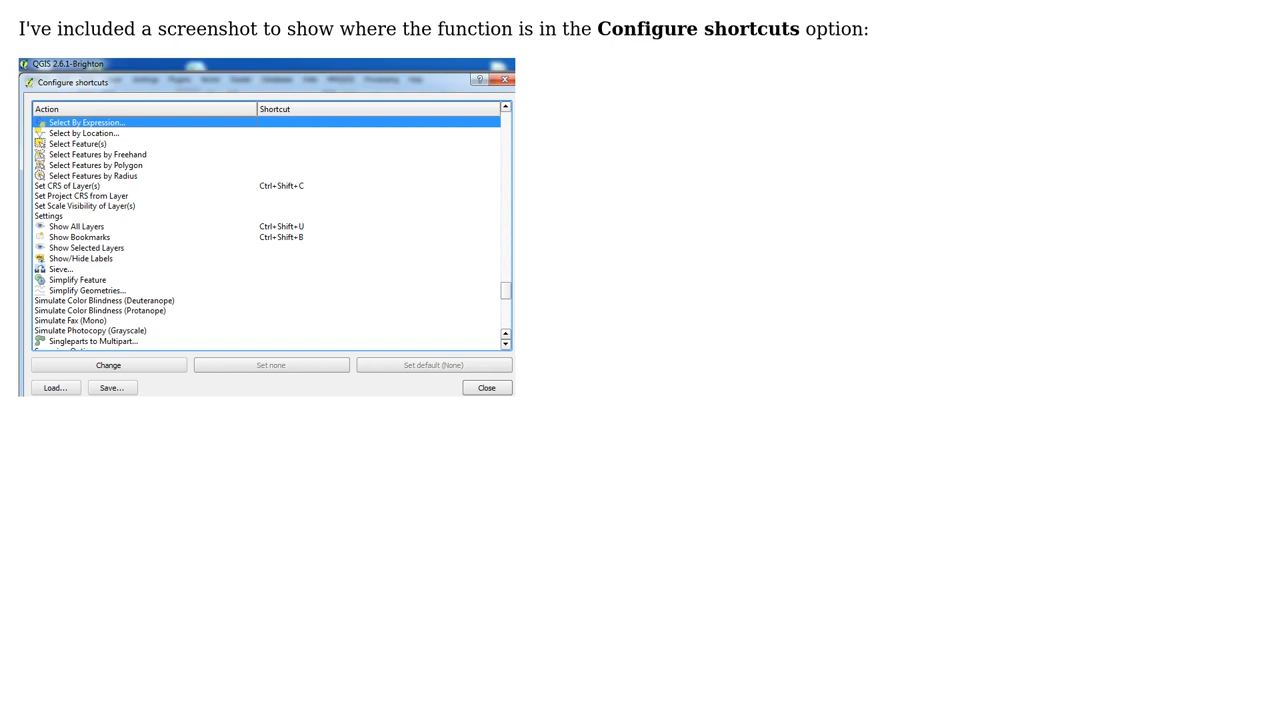 I've included a screenshot to show where the function is in the Configure shortcuts option:
QGIS 2.6.1-Brighton
Configure shortcuts
Action Shortcut
Select By Expression...
Select by Location...
Select Feature(s)
Select Features by Freehand
Select Features by Polygon
Select Features by Radius
Set CRS of Layer(s) Ctrl+Shift+C
Set Project CRS from Layer
Set Scale Visibility of Layer(s)
Settings
Show All Layers Ctrl+Shift+U
Show Bookmarks Ctrl+Shift+B
Show Selected Layers
Show/Hide Labels
Sieve...
Simplify Feature
Simplify Geometries...
Simulate Color Blindness (Deuteranope)
Simulate Color Blindness (Protanope)
Simulate Fax (Mono)
Simulate Photocopy (Grayscale)
Singleparts to Multipart...
Change Set none Set default (None)
Load... Save... Close